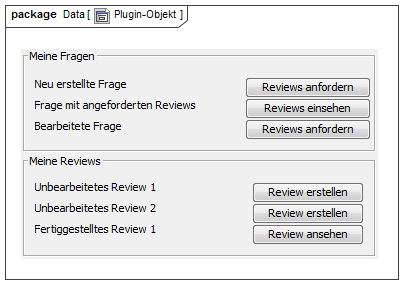 package Data [ Plugin-Objekt ]
Meine Fragen
Neu erstellte Frage Reviews anfordern
Frage mit angeforderten Reviews Reviews einsehen
Bearbeitete Frage Reviews anfordern
Meine Reviews
Unbearbeitetes Review 1 Review erstellen
Unbearbeitetes Review 2 Review erstellen
Fertiggestelltes Review 1 Review ansehen